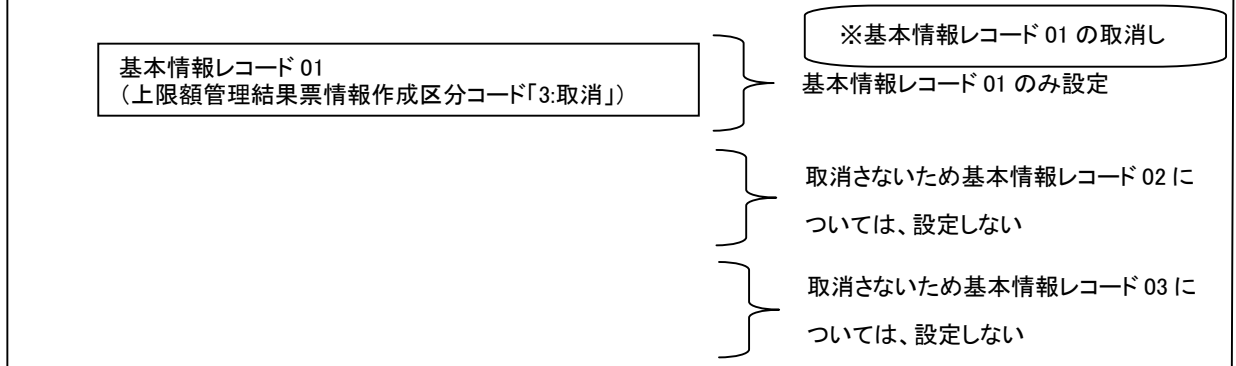 ※基本情報レコード 01 の取消し
基本情報レコード 01
（上限額管理結果票情報作成区分コード｢3:取消｣）
基本情報レコード 01 のみ設定
取消さないため基本情報レコード 02 に
ついては、設定しない
取消さないため基本情報レコード 03 に
ついては、設定しない